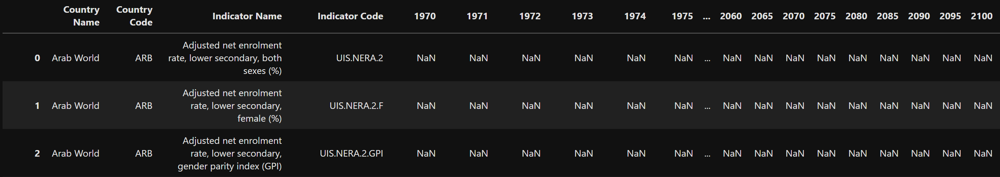 Country Name Country Code Indicator Name Indicator Code 1970 1971 1972 1973 1974 1975 ... 2060 2065 2070 2075 2080 2085 2090 2095 2100
0 Arab World ARB Adjusted net enrolment rate, lower secondary, both sexes (%) UIS.NERA.2 NaN NaN NaN NaN NaN NaN ... NaN NaN NaN NaN NaN NaN NaN NaN NaN
1 Arab World ARB Adjusted net enrolment rate, lower secondary, female (%) UIS.NERA.2.F NaN NaN NaN NaN NaN NaN ... NaN NaN NaN NaN NaN NaN NaN NaN NaN
2 Arab World ARB Adjusted net enrolment rate, lower secondary, gender parity index (GPI) UIS.NERA.2.GPI NaN NaN NaN NaN NaN NaN ... NaN NaN NaN NaN NaN NaN NaN NaN NaN